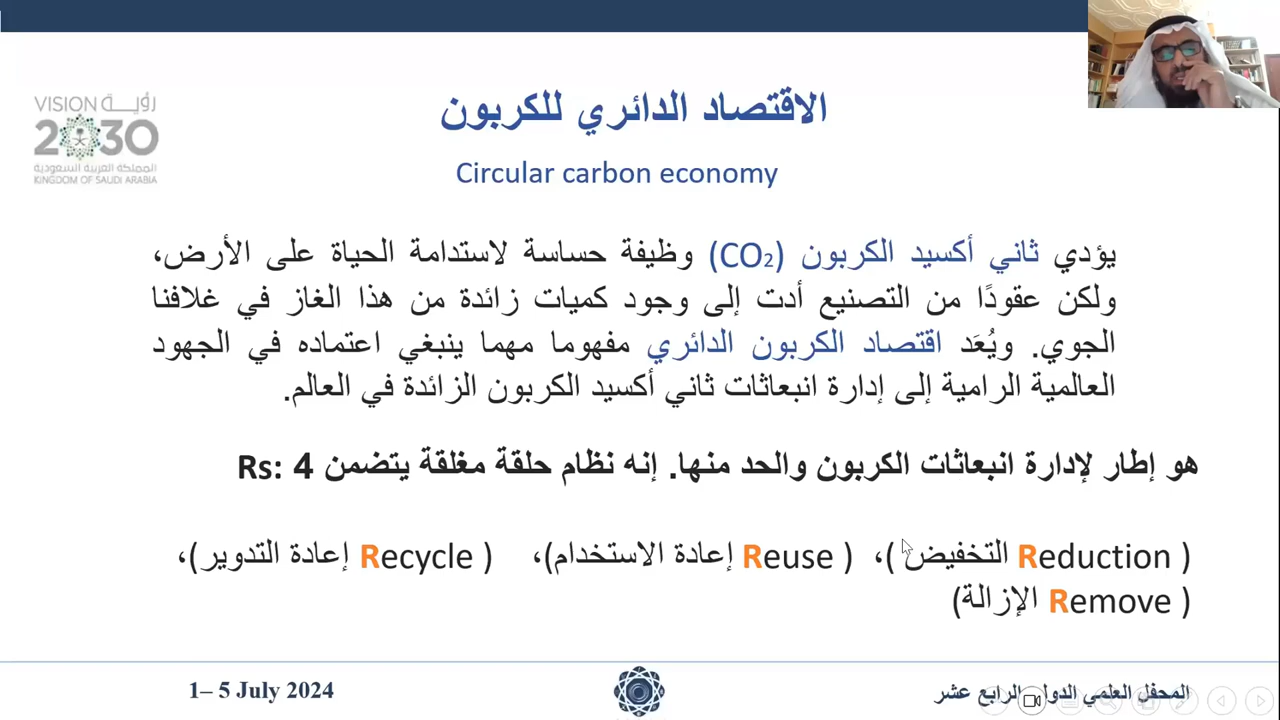 VISION رؤيـــة
2030
المملكة العربية السعودية
KINGDOM OF SAUDI ARABIA
الاقتصاد الدائري للكربون
Circular carbon economy
يؤدي ثاني أكسيد الكربون (CO₂) وظيفة حساسة لاستدامة الحياة على الأرض،
ولكن عقودًا من التصنيع أدت إلى وجود كميات زائدة من هذا الغاز في غلافنا
الجوي. ويُعَد اقتصاد الكربون الدائري مفهوما مهما ينبغي اعتماده في الجهود
العالمية الرامية إلى إدارة انبعاثات ثاني أكسيد الكربون الزائدة في العالم.
هو إطار لإدارة انبعاثات الكربون والحد منها. إنه نظام حلقة مغلقة يتضمن 4 Rs:
( Reduction التخفيض)، ( Reuse إعادة الاستخدام)، ( Recycle إعادة التدوير)،
( Remove الإزالة)
المحفل العلمي الدولي الرابع عشر
1– 5 July 2024